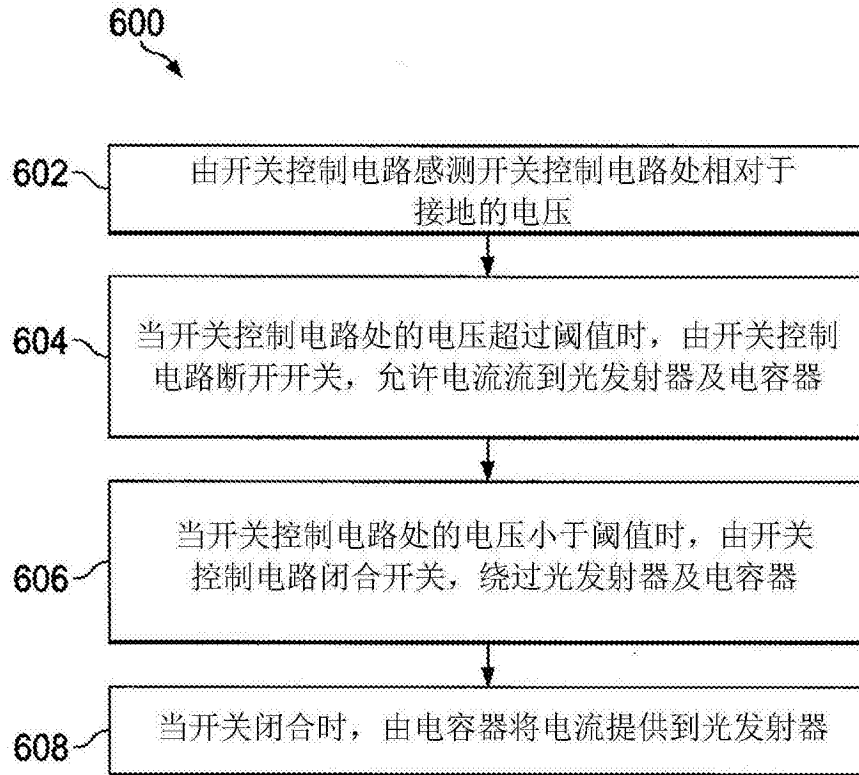 600
602
由开关控制电路感测开关控制电路处相对于
接地的电压
604
当开关控制电路处的电压超过阈值时，由开关控制
电路断开开关，允许电流流到光发射器及电容器
606
当开关控制电路处的电压小于阈值时，由开关
控制电路闭合开关，绕过光发射器及电容器
608
当开关闭合时，由电容器将电流提供到光发射器